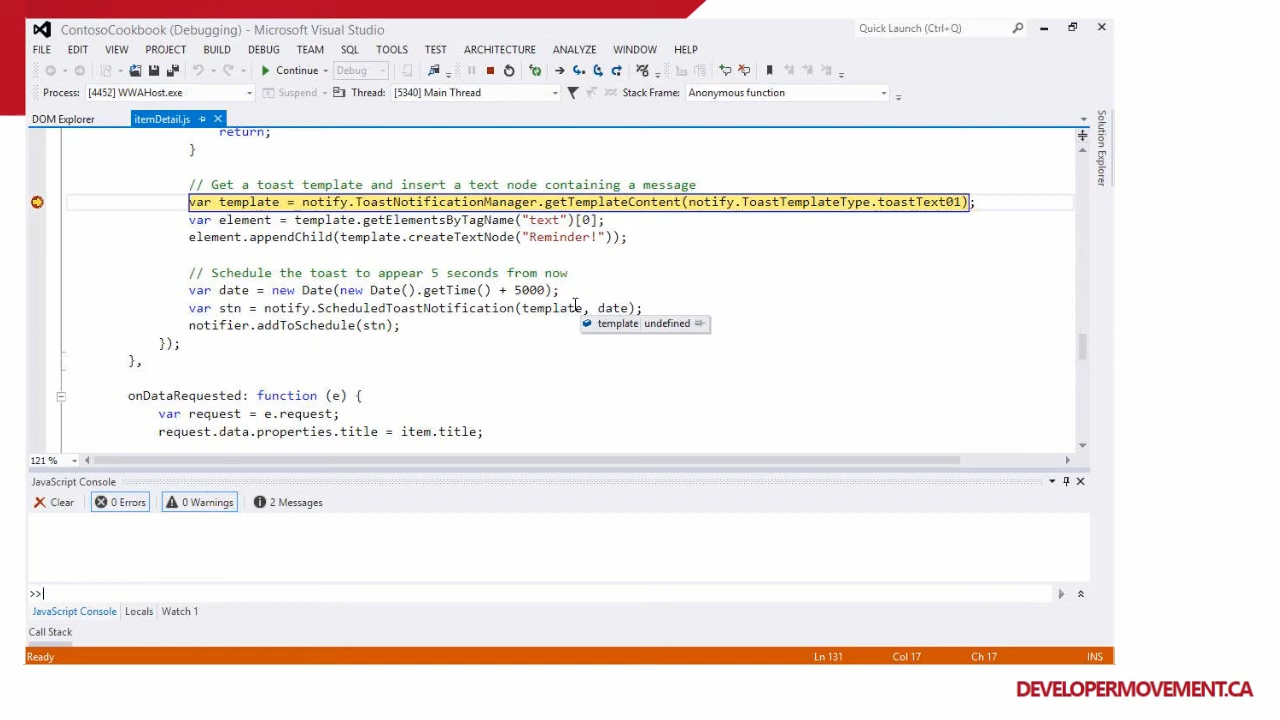 ContosoCookbook (Debugging) - Microsoft Visual Studio
Quick Launch (Ctrl+Q)
FILE EDIT VIEW PROJECT BUILD DEBUG TEAM SQL TOOLS TEST ARCHITECTURE ANALYZE WINDOW HELP
Continue Debug
Process: [4452] WWAHost.exe Suspend Thread: [5340] Main Thread Stack Frame: Anonymous function
DOM Explorer itemDetail.js
Solution Explorer
return;
}
// Get a toast template and insert a text node containing a message
var template = notify.ToastNotificationManager.getTemplateContent(notify.ToastTemplateType.toastText01);
var element = template.getElementsByTagName("text")[0];
element.appendChild(template.createTextNode("Reminder!"));
// Schedule the toast to appear 5 seconds from now
var date = new Date(new Date().getTime() + 5000);
var stn = notify.ScheduledToastNotification(template, date);
template undefined
notifier.addToSchedule(stn);
});
},
onDataRequested: function (e) {
var request = e.request;
request.data.properties.title = item.title;
121 %
JavaScript Console
Clear 0 Errors 0 Warnings 2 Messages
>>
JavaScript Console Locals Watch 1
Call Stack
Ready Ln 131 Col 17 Ch 17 INS
DEVELOPERMOVEMENT.CA